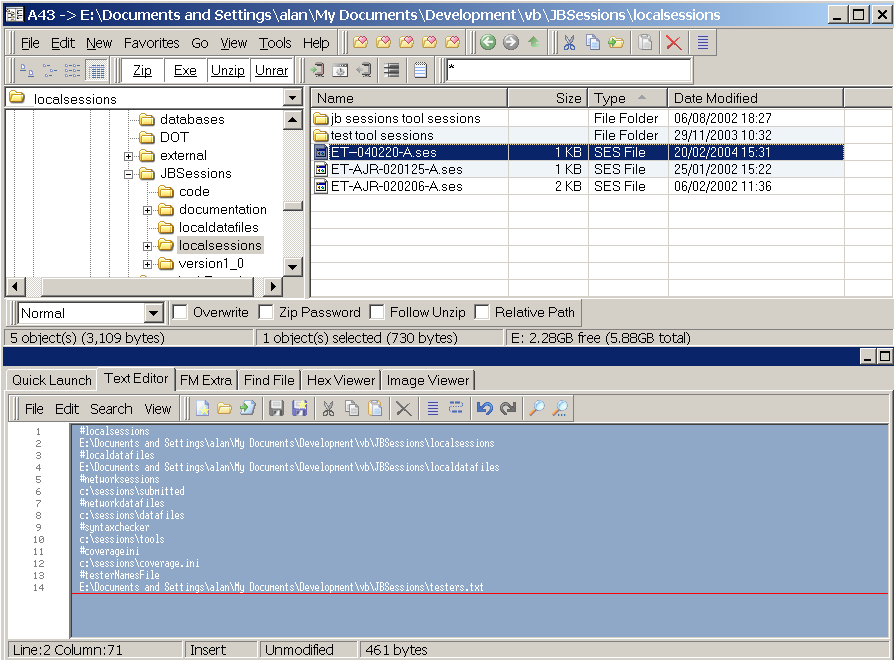 A43 -> E:\Documents and Settings\alan\My Documents\Development\vb\JBSessions\localsessions
File Edit New Favorites Go View Tools Help
Zip Exe Unzip Unrar *
localsessions
databases
DOT
external
JBSessions
code
documentation
localdatafiles
localsessions
version1_0
Name Size Type Date Modified
jb sessions tool sessions File Folder 06/08/2002 18:27
test tool sessions File Folder 29/11/2003 10:32
ET--040220-A.ses 1 KB SES File 20/02/2004 15:31
ET-AJR-020125-A.ses 1 KB SES File 25/01/2002 15:22
ET-AJR-020206-A.ses 2 KB SES File 06/02/2002 11:36
Normal Overwrite Zip Password Follow Unzip Relative Path
5 object(s) (3,109 bytes) 1 object(s) selected (730 bytes) E: 2.28GB free (5.88GB total)
Quick Launch Text Editor FM Extra Find File Hex Viewer Image Viewer
File Edit Search View
1 #localsessions
2 E:\Documents and Settings\alan\My Documents\Development\vb\JBSessions\localsessions
3 #localdatafiles
4 E:\Documents and Settings\alan\My Documents\Development\vb\JBSessions\localdatafiles
5 #networksessions
6 c:\sessions\submitted
7 #networkdatafiles
8 c:\sessions\datafiles
9 #syntaxchecker
10 c:\sessions\tools
11 #coverageini
12 c:\sessions\coverage.ini
13 #testerNamesFile
14 E:\Documents and Settings\alan\My Documents\Development\vb\JBSessions\testers.txt
Line:2 Column:71 Insert Unmodified 461 bytes